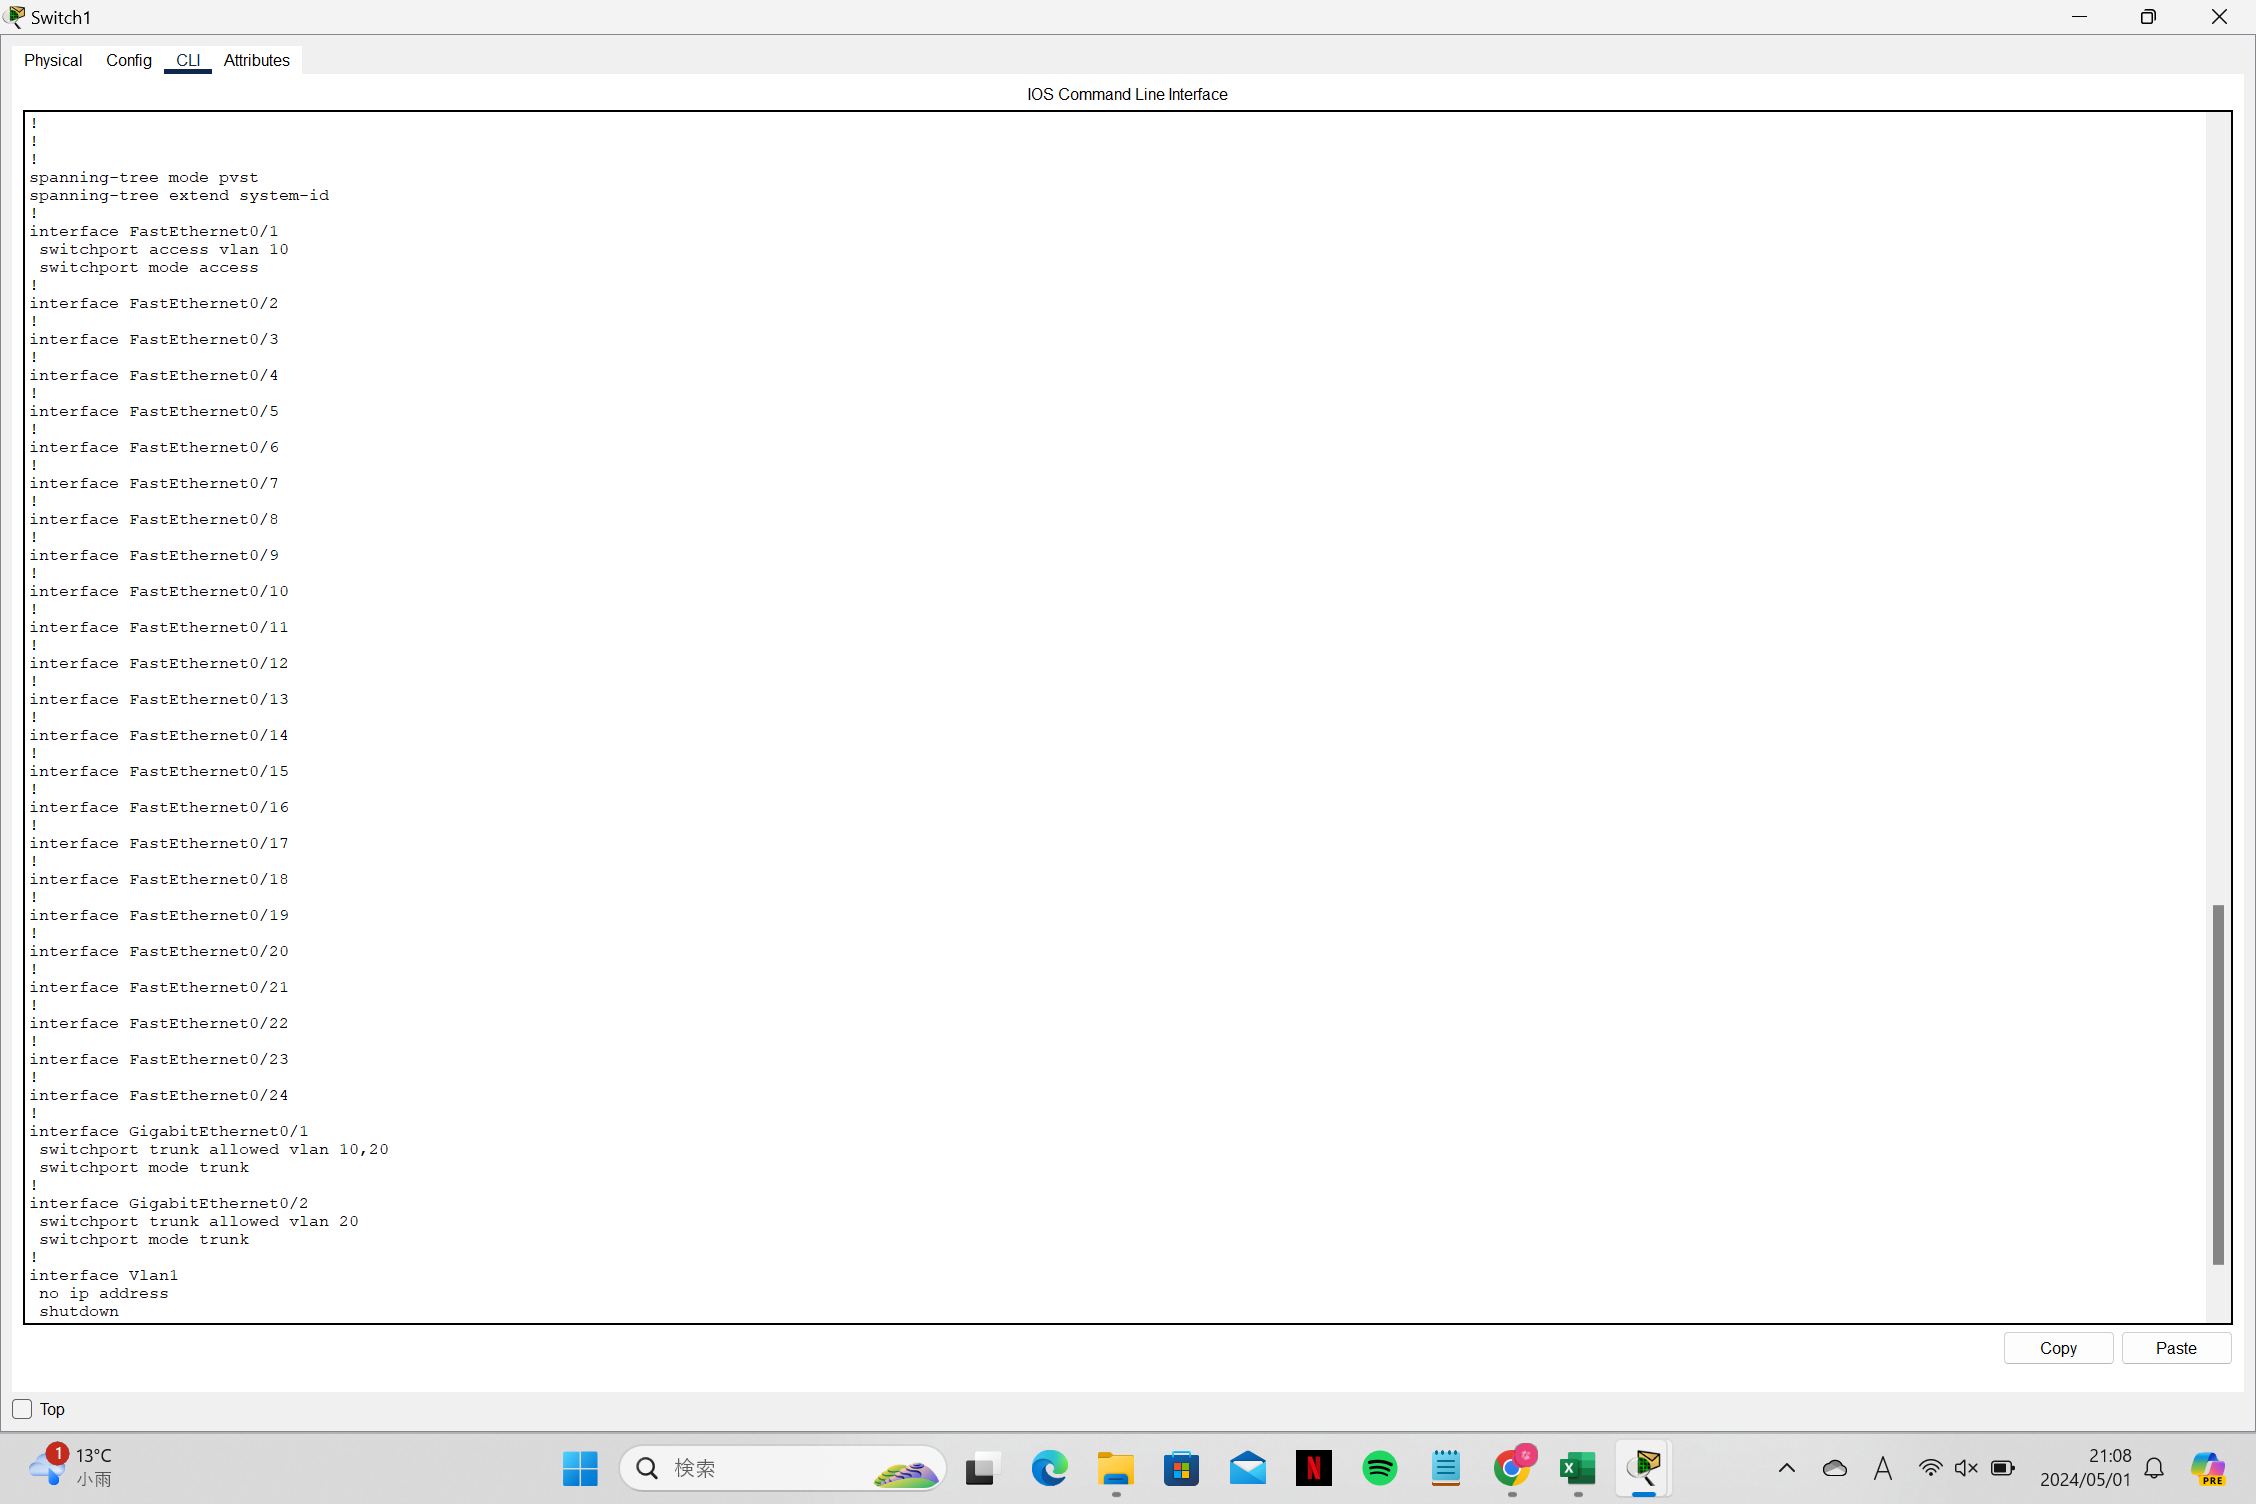 Switch1
Physical Config CLI Attributes
IOS Command Line Interface
!
!
!
spanning-tree mode pvst
spanning-tree extend system-id
!
interface FastEthernet0/1
 switchport access vlan 10
 switchport mode access
!
interface FastEthernet0/2
!
interface FastEthernet0/3
!
interface FastEthernet0/4
!
interface FastEthernet0/5
!
interface FastEthernet0/6
!
interface FastEthernet0/7
!
interface FastEthernet0/8
!
interface FastEthernet0/9
!
interface FastEthernet0/10
!
interface FastEthernet0/11
!
interface FastEthernet0/12
!
interface FastEthernet0/13
!
interface FastEthernet0/14
!
interface FastEthernet0/15
!
interface FastEthernet0/16
!
interface FastEthernet0/17
!
interface FastEthernet0/18
!
interface FastEthernet0/19
!
interface FastEthernet0/20
!
interface FastEthernet0/21
!
interface FastEthernet0/22
!
interface FastEthernet0/23
!
interface FastEthernet0/24
!
interface GigabitEthernet0/1
 switchport trunk allowed vlan 10,20
 switchport mode trunk
!
interface GigabitEthernet0/2
 switchport trunk allowed vlan 20
 switchport mode trunk
!
interface Vlan1
 no ip address
 shutdown
Copy Paste
Top
1 13°C
小雨
検索
N
X
A
21:08
2024/05/01
PRE